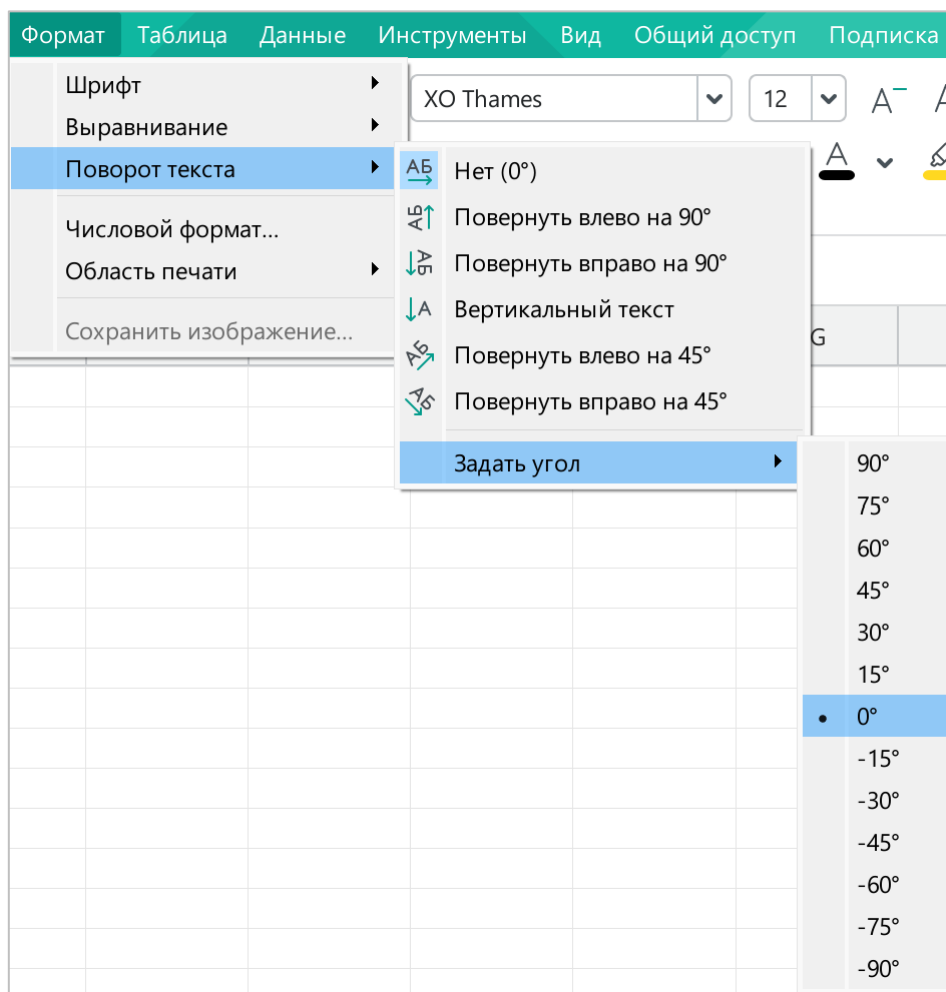 Формат Таблица Данные Инструменты Вид Общий доступ Подписка
Шрифт
Выравнивание
Поворот текста
Числовой формат...
Область печати
Сохранить изображение...
XO Thames 12 A
A
Нет (0°)
Повернуть влево на 90°
Повернуть вправо на 90°
Вертикальный текст
Повернуть влево на 45°
Повернуть вправо на 45°
Задать угол
G
90°
75°
60°
45°
30°
15°
0°
-15°
-30°
-45°
-60°
-75°
-90°